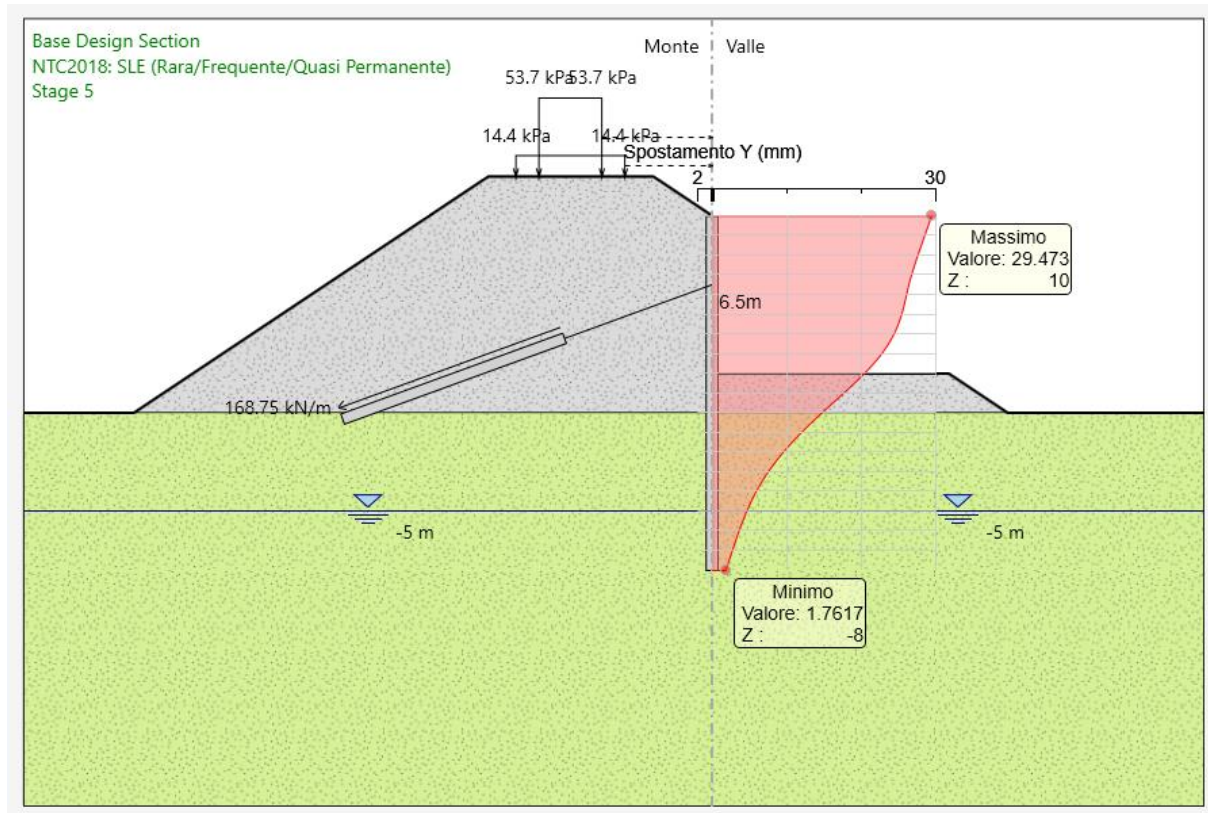 Base Design Section
NTC2018: SLE (Rara/Frequente/Quasi Permanente)
Stage 5
Monte Valle
53.7 kPa 53.7 kPa
14.4 kPa 14.4 kPa
Spostamento Y (mm)
2 30
Massimo
Valore: 29.473
Z : 10
6.5m
168.75 kN/m
-5 m -5 m
Minimo
Valore: 1.7617
Z : -8